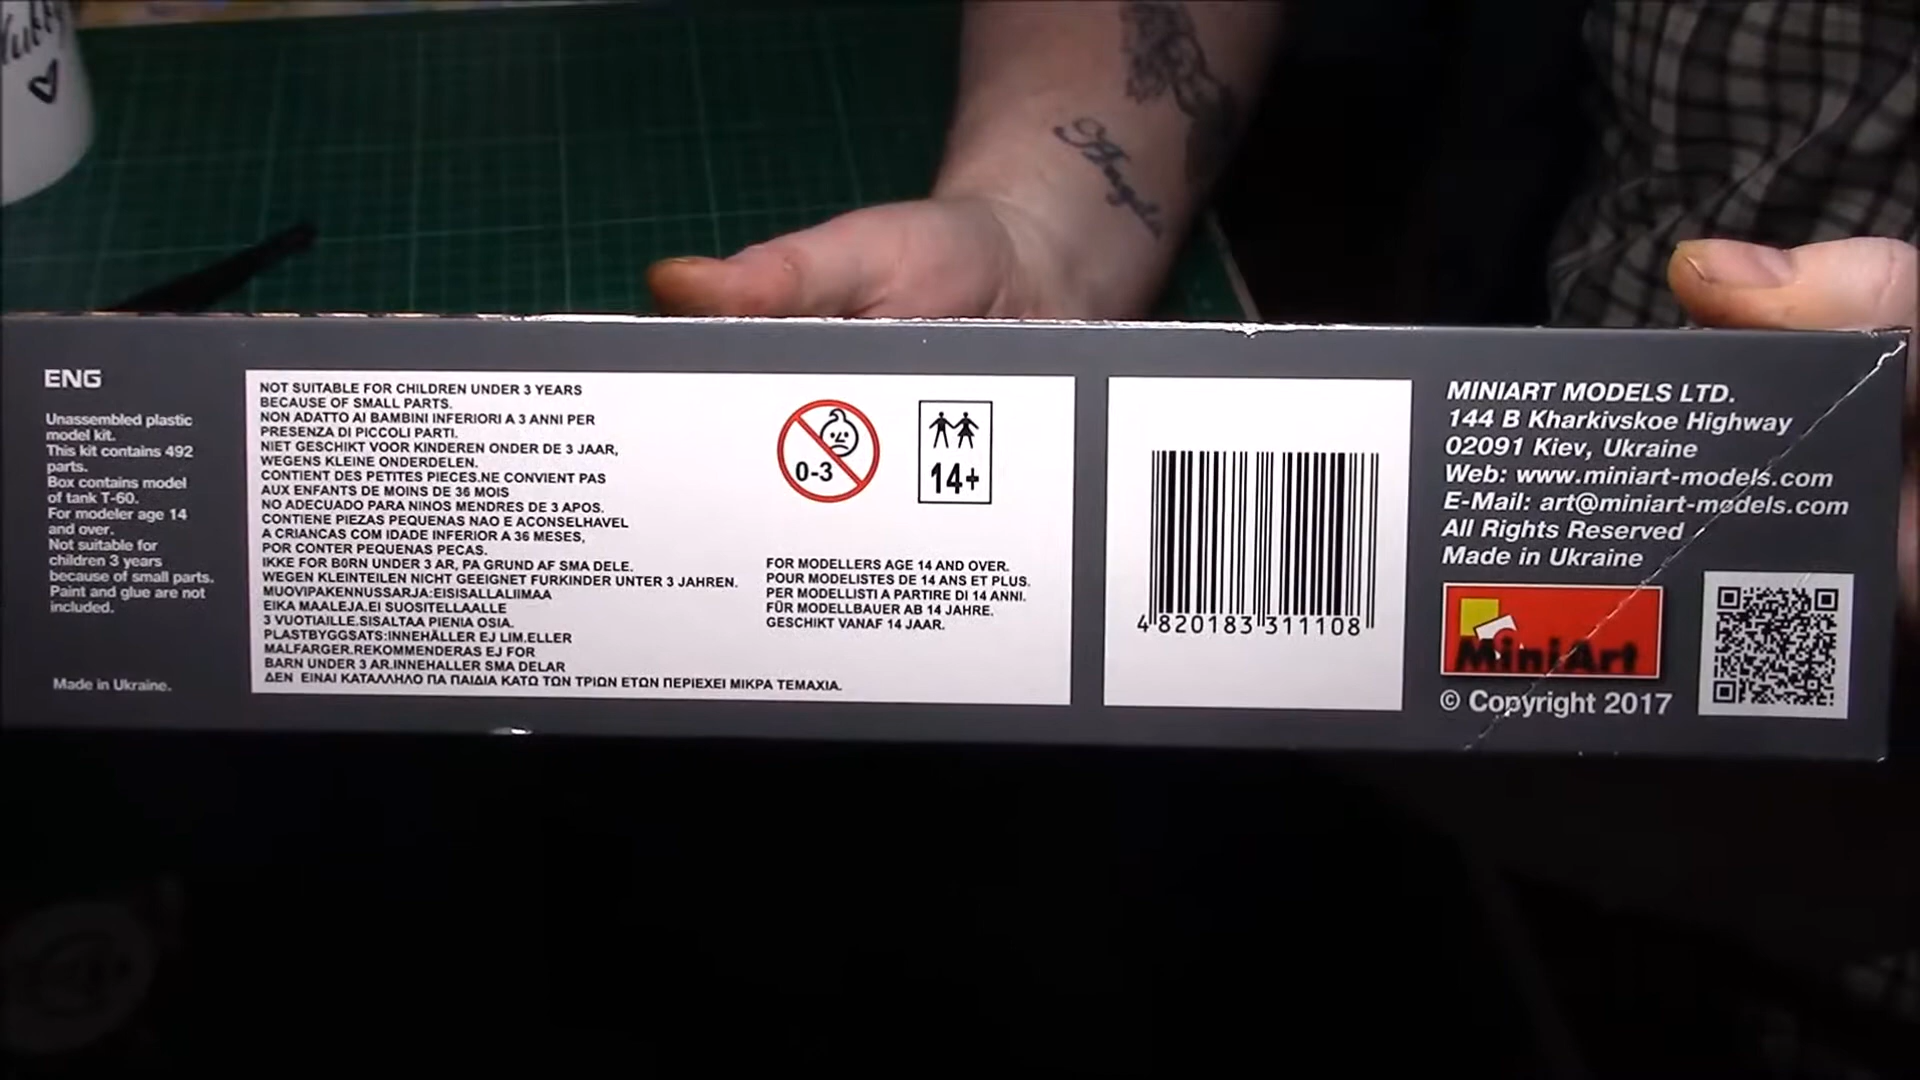 ENG
Unassembled plastic
model kit.
This kit contains 492
parts.
Box contains model
of tank T-60.
For modeler age 14
and over.
Not suitable for
children 3 years
because of small parts.
Paint and glue are not
included.
Made in Ukraine.
NOT SUITABLE FOR CHILDREN UNDER 3 YEARS
BECAUSE OF SMALL PARTS.
NON ADATTO AI BAMBINI INFERIORI A 3 ANNI PER
PRESENZA DI PICCOLI PARTI.
NIET GESCHIKT VOOR KINDEREN ONDER DE 3 JAAR,
WEGENS KLEINE ONDERDELEN.
CONTIENT DES PETITES PIECES.NE CONVIENT PAS
AUX ENFANTS DE MOINS DE 36 MOIS
NO ADECUADO PARA NINOS MENDRES DE 3 APOS.
CONTIENE PIEZAS PEQUENAS NAO E ACONSELHAVEL
A CRIANCAS COM IDADE INFERIOR A 36 MESES,
POR CONTER PEQUENAS PECAS.
IKKE FOR BØRN UNDER 3 AR, PA GRUND AF SMA DELE.
WEGEN KLEINTEILEN NICHT GEEIGNET FURKINDER UNTER 3 JAHREN.
MUOVIPAKENNUSSARJA:EISISALLALIIMAA
EIKA MAALEJA.EI SUOSITELLAALLE
3 VUOTIAILLE.SISALTAA PIENIA OSIA.
PLASTBYGGSATS:INNEHÄLLER EJ LIM.ELLER
MALFARGER.REKOMMENDERAS EJ FOR
BARN UNDER 3 AR.INNEHALLER SMA DELAR
ΔΕΝ ΕΙΝΑΙ ΚΑΤΑΛΛΗΛΟ ΠΑ ΠΑΙΔΙΑ ΚΑΤΩ ΤΩΝ ΤΡΙΩΝ ΕΤΩΝ ΠΕΡΙΕΧΕΙ ΜΙΚΡΑ ΤΕΜΑΧΙΑ.
0-3
14+
FOR MODELLERS AGE 14 AND OVER.
POUR MODELISTES DE 14 ANS ET PLUS.
PER MODELLISTI A PARTIRE DI 14 ANNI.
FÜR MODELLBAUER AB 14 JAHRE.
GESCHIKT VANAF 14 JAAR.
4 820183 311108
MINIART MODELS LTD.
144 B Kharkivskoe Highway
02091 Kiev, Ukraine
Web: www.miniart-models.com
E-Mail: art@miniart-models.com
All Rights Reserved
Made in Ukraine
MiniArt
© Copyright 2017